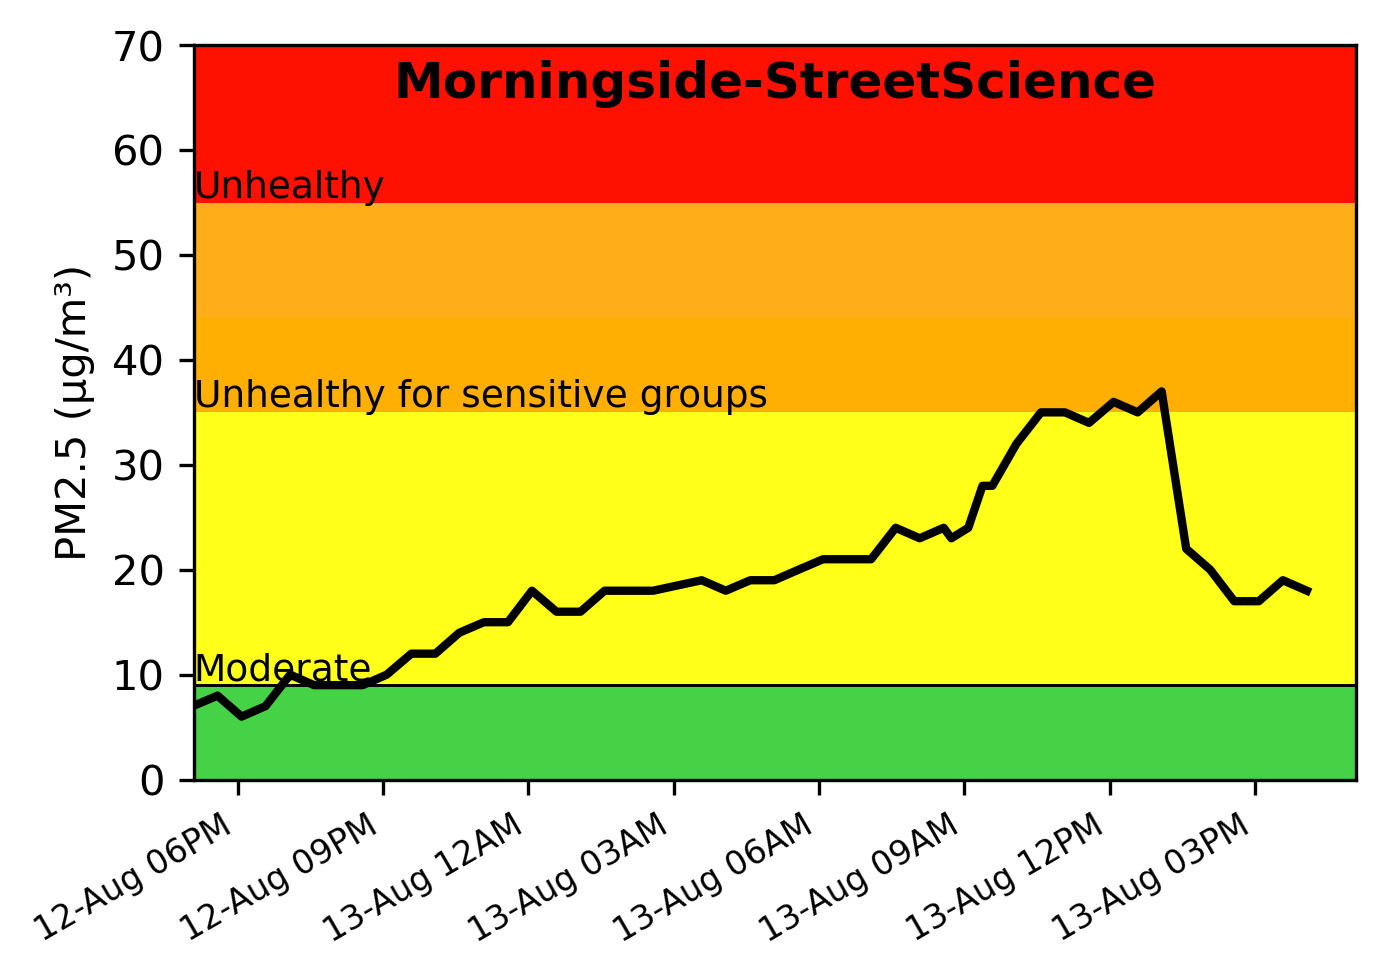 Morningside-StreetScience
70
60
50
40
30
20
10
0
PM2.5 (µg/m³)
Unhealthy
Unhealthy for sensitive groups
Moderate
12-Aug 06PM
12-Aug 09PM
13-Aug 12AM
13-Aug 03AM
13-Aug 06AM
13-Aug 09AM
13-Aug 12PM
13-Aug 03PM